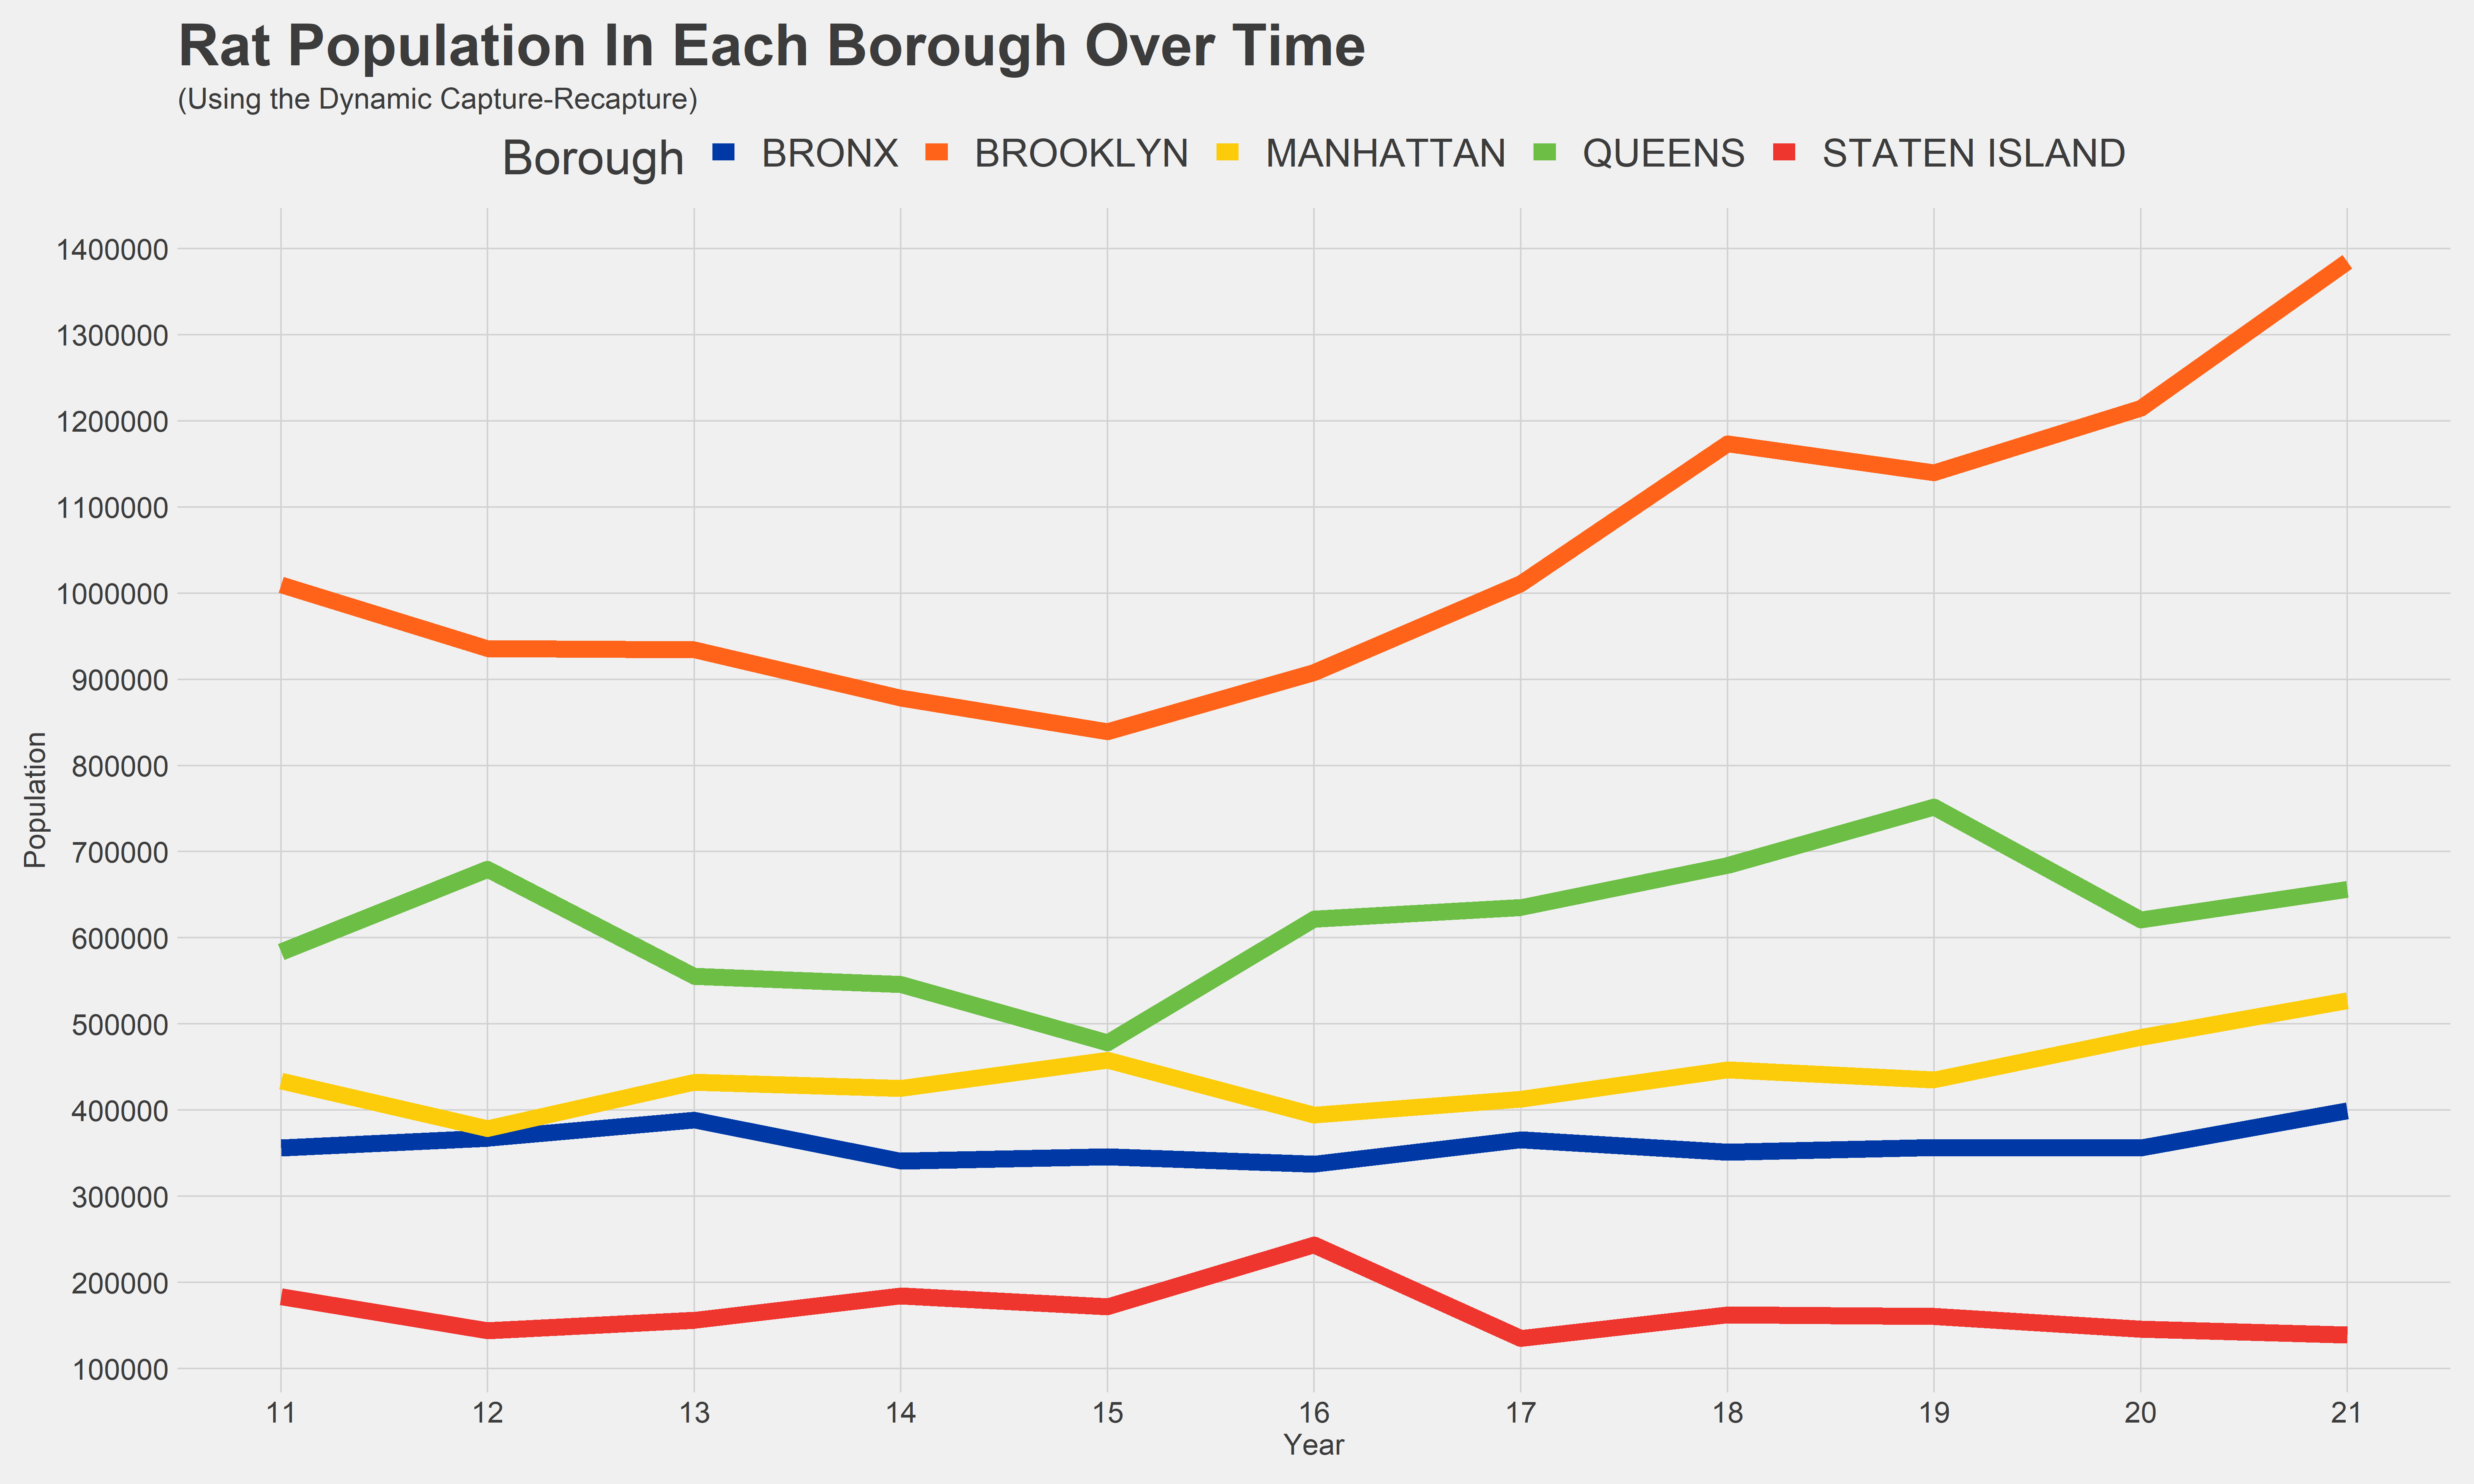 Rat Population In Each Borough Over Time
(Using the Dynamic Capture-Recapture)
Borough BRONX BROOKLYN MANHATTAN QUEENS STATEN ISLAND
1400000
1300000
1200000
1100000
1000000
900000
800000
700000
600000
500000
400000
300000
200000
100000
Population
11 12 13 14 15 16 17 18 19 20 21
Year